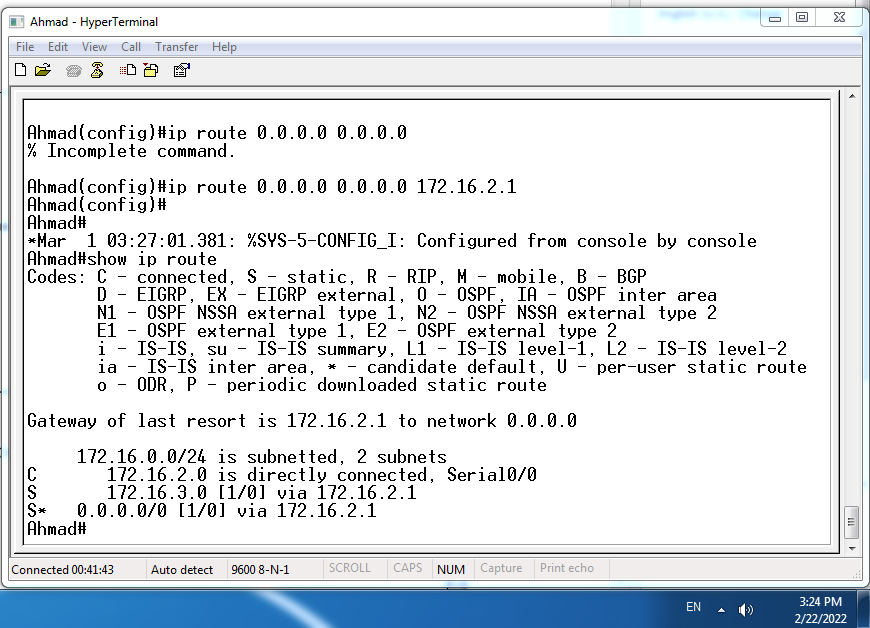 Ahmad - HyperTerminal
File Edit View Call Transfer Help
Ahmad(config)#ip route 0.0.0.0 0.0.0.0
% Incomplete command.
Ahmad(config)#ip route 0.0.0.0 0.0.0.0 172.16.2.1
Ahmad(config)#
Ahmad#
*Mar  1 03:27:01.381: %SYS-5-CONFIG_I: Configured from console by console
Ahmad#show ip route
Codes: C - connected, S - static, R - RIP, M - mobile, B - BGP
       D - EIGRP, EX - EIGRP external, O - OSPF, IA - OSPF inter area
       N1 - OSPF NSSA external type 1, N2 - OSPF NSSA external type 2
       E1 - OSPF external type 1, E2 - OSPF external type 2
       i - IS-IS, su - IS-IS summary, L1 - IS-IS level-1, L2 - IS-IS level-2
       ia - IS-IS inter area, * - candidate default, U - per-user static route
       o - ODR, P - periodic downloaded static route
Gateway of last resort is 172.16.2.1 to network 0.0.0.0
     172.16.0.0/24 is subnetted, 2 subnets
C       172.16.2.0 is directly connected, Serial0/0
S       172.16.3.0 [1/0] via 172.16.2.1
S*   0.0.0.0/0 [1/0] via 172.16.2.1
Ahmad#
Connected 00:41:43 Auto detect 9600 8-N-1 SCROLL CAPS NUM Capture Print echo
EN 3:24 PM
2/22/2022